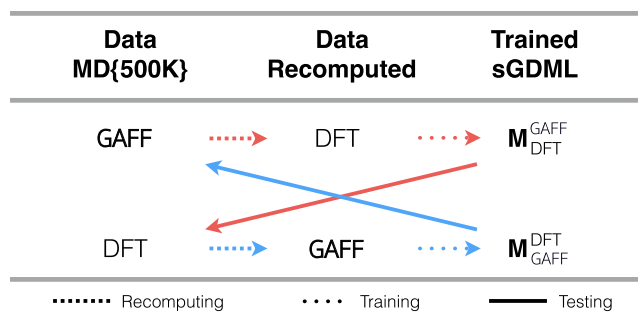 Data Data Trained
MD{500K} Recomputed sGDML
GAFF DFT M GAFF DFT
DFT GAFF M DFT GAFF
Recomputing Training Testing